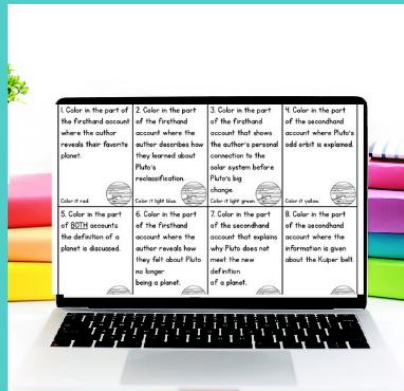 1. Color in the part of
the firsthand account
where the author
reveals their favorite
planet.
Color it red.
2. Color in the part
of the firsthand
account where the
author describes how
they learned about
Pluto's
reclassification.
Color it light blue.
3. Color in the part
of the firsthand
account that shows
the author's personal
connection to the
solar system before
Pluto's big
change.
Color it light green.
4. Color in the part
of the secondhand
account where Pluto's
odd orbit is explained.
Color it yellow.
5. Color in the part
of BOTH accounts
the definition of a
planet is discussed.
6. Color in the part
of the firsthand
account where the
author reveals how
they felt about Pluto
no longer
being a planet.
7. Color in the part
of the secondhand
account that explains
why Pluto does not
meet the new
definition
of a planet.
8. Color in the part
of the secondhand
account where the
information is given
about the Kuiper belt.